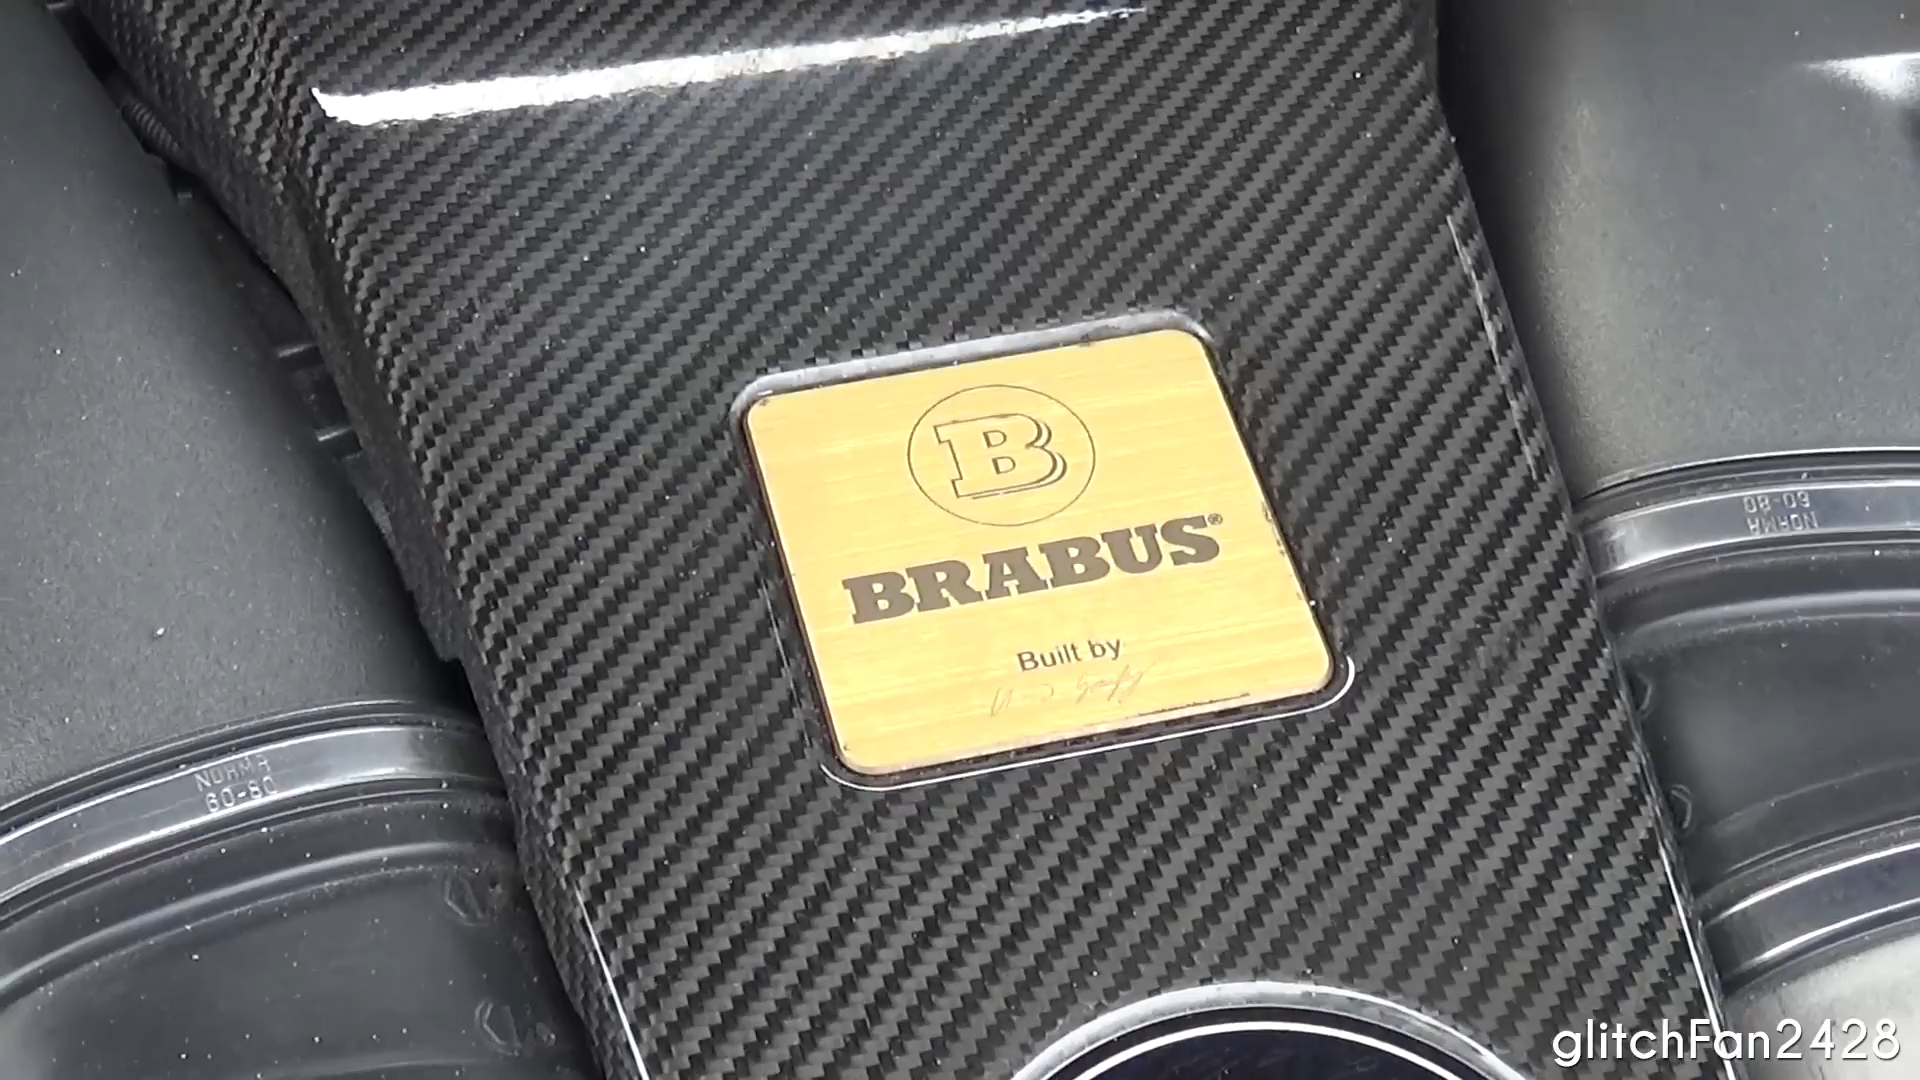 B
BRABUS®
Built by
NORMA
60-80
NORMA
60-80
glitchFan2428